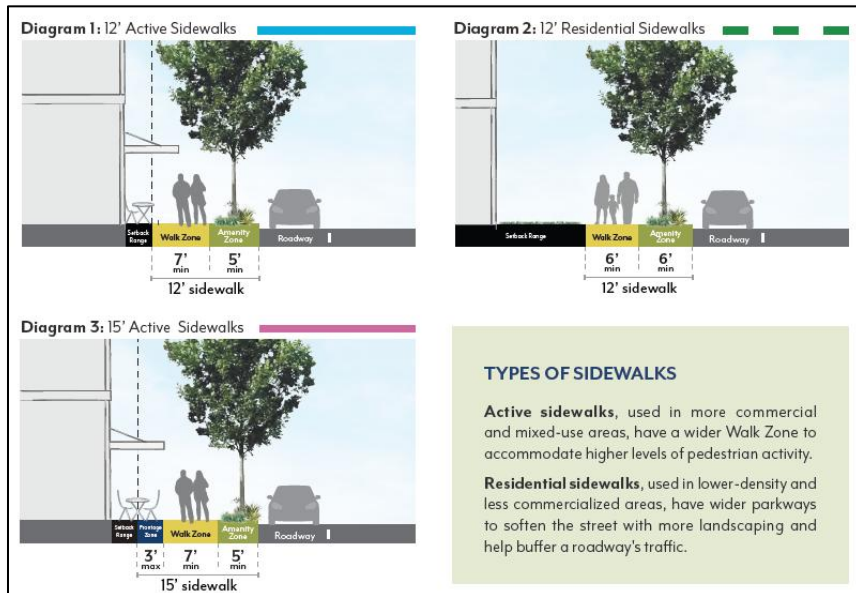 Diagram 1: 12' Active Sidewalks
Setback Range
Walk Zone
Amenity Zone
Roadway
7' min
5' min
12' sidewalk
Diagram 2: 12' Residential Sidewalks
Setback Range
Walk Zone
Amenity Zone
Roadway
6' min
6' min
12' sidewalk
Diagram 3: 15' Active Sidewalks
Setback Range
Frontage Zone
Walk Zone
Amenity Zone
Roadway
3' max
7' min
5' min
15' sidewalk
TYPES OF SIDEWALKS
Active sidewalks, used in more commercial
and mixed-use areas, have a wider Walk Zone to
accommodate higher levels of pedestrian activity.
Residential sidewalks, used in lower-density and
less commercialized areas, have wider parkways
to soften the street with more landscaping and
help buffer a roadway's traffic.